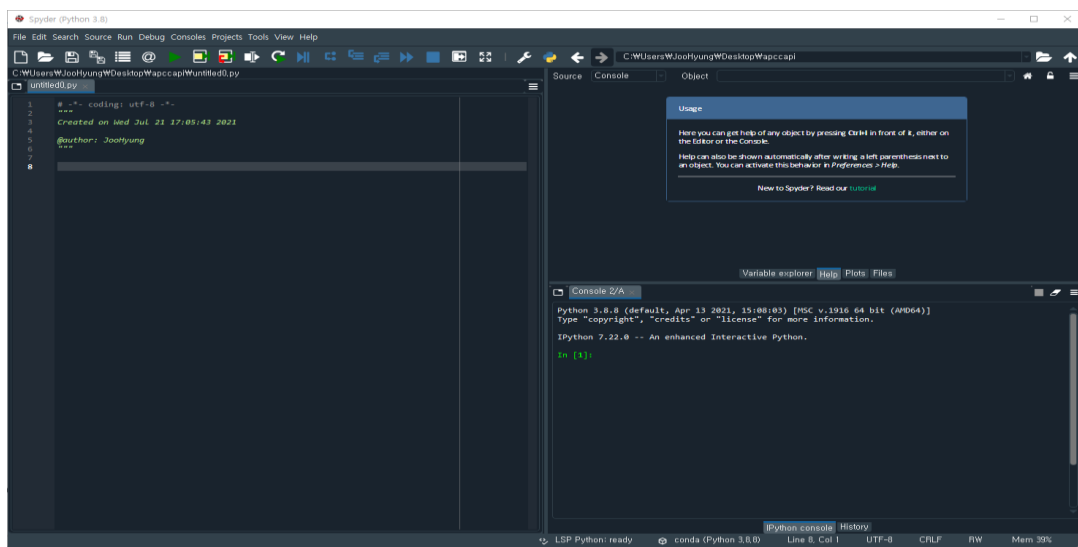 Spyder (Python 3.8)
File Edit Search Source Run Debug Consoles Projects Tools View Help
C:₩Users₩JooHyung₩Desktop₩apccapi
C:₩Users₩JooHyung₩Desktop₩apccapi₩untitled0.py
untitled0.py
1 # -*- coding: utf-8 -*-
2 """
3 Created on Wed Jul 21 17:05:43 2021
4
5 @author: JooHyung
6 """
7
8
Source Console Object
Usage
Here you can get help of any object by pressing Ctrl+I in front of it, either on
the Editor or the Console.
Help can also be shown automatically after writing a left parenthesis next to
an object. You can activate this behavior in Preferences > Help.
New to Spyder? Read our tutorial
Variable explorer Help Plots Files
Console 2/A
Python 3.8.8 (default, Apr 13 2021, 15:08:03) [MSC v.1916 64 bit (AMD64)]
Type "copyright", "credits" or "license" for more information.
IPython 7.22.0 -- An enhanced Interactive Python.
In [1]:
IPython console History
LSP Python: ready conda (Python 3.8.8) Line 8, Col 1 UTF-8 CRLF RW Mem 39%